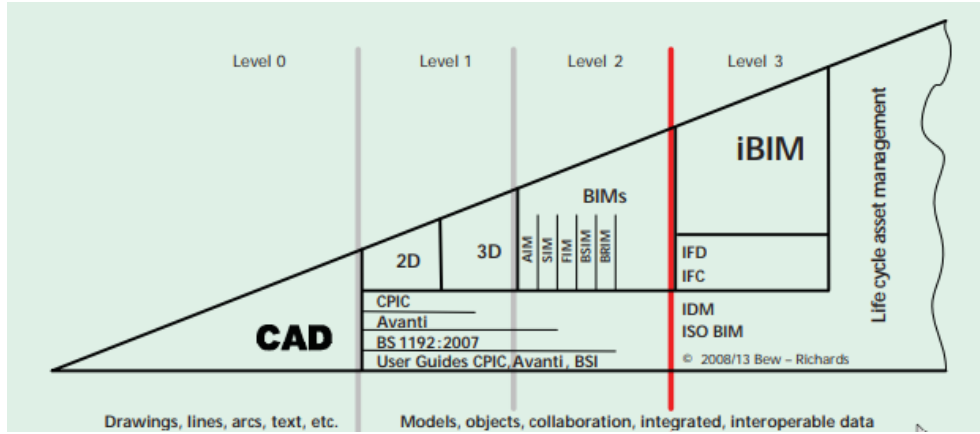 Level 0
Level 1
Level 2
Level 3
iBIM
BIMs
2D
3D
AIM
SIM
FIM
BSIM
BRIM
IFD
IFC
Life cycle asset management
CAD
CPIC
Avanti
BS 1192:2007
User Guides CPIC, Avanti, BSI
IDM
ISO BIM
© 2008/13 Bew – Richards
Drawings, lines, arcs, text, etc.
Models, objects, collaboration, integrated, interoperable data